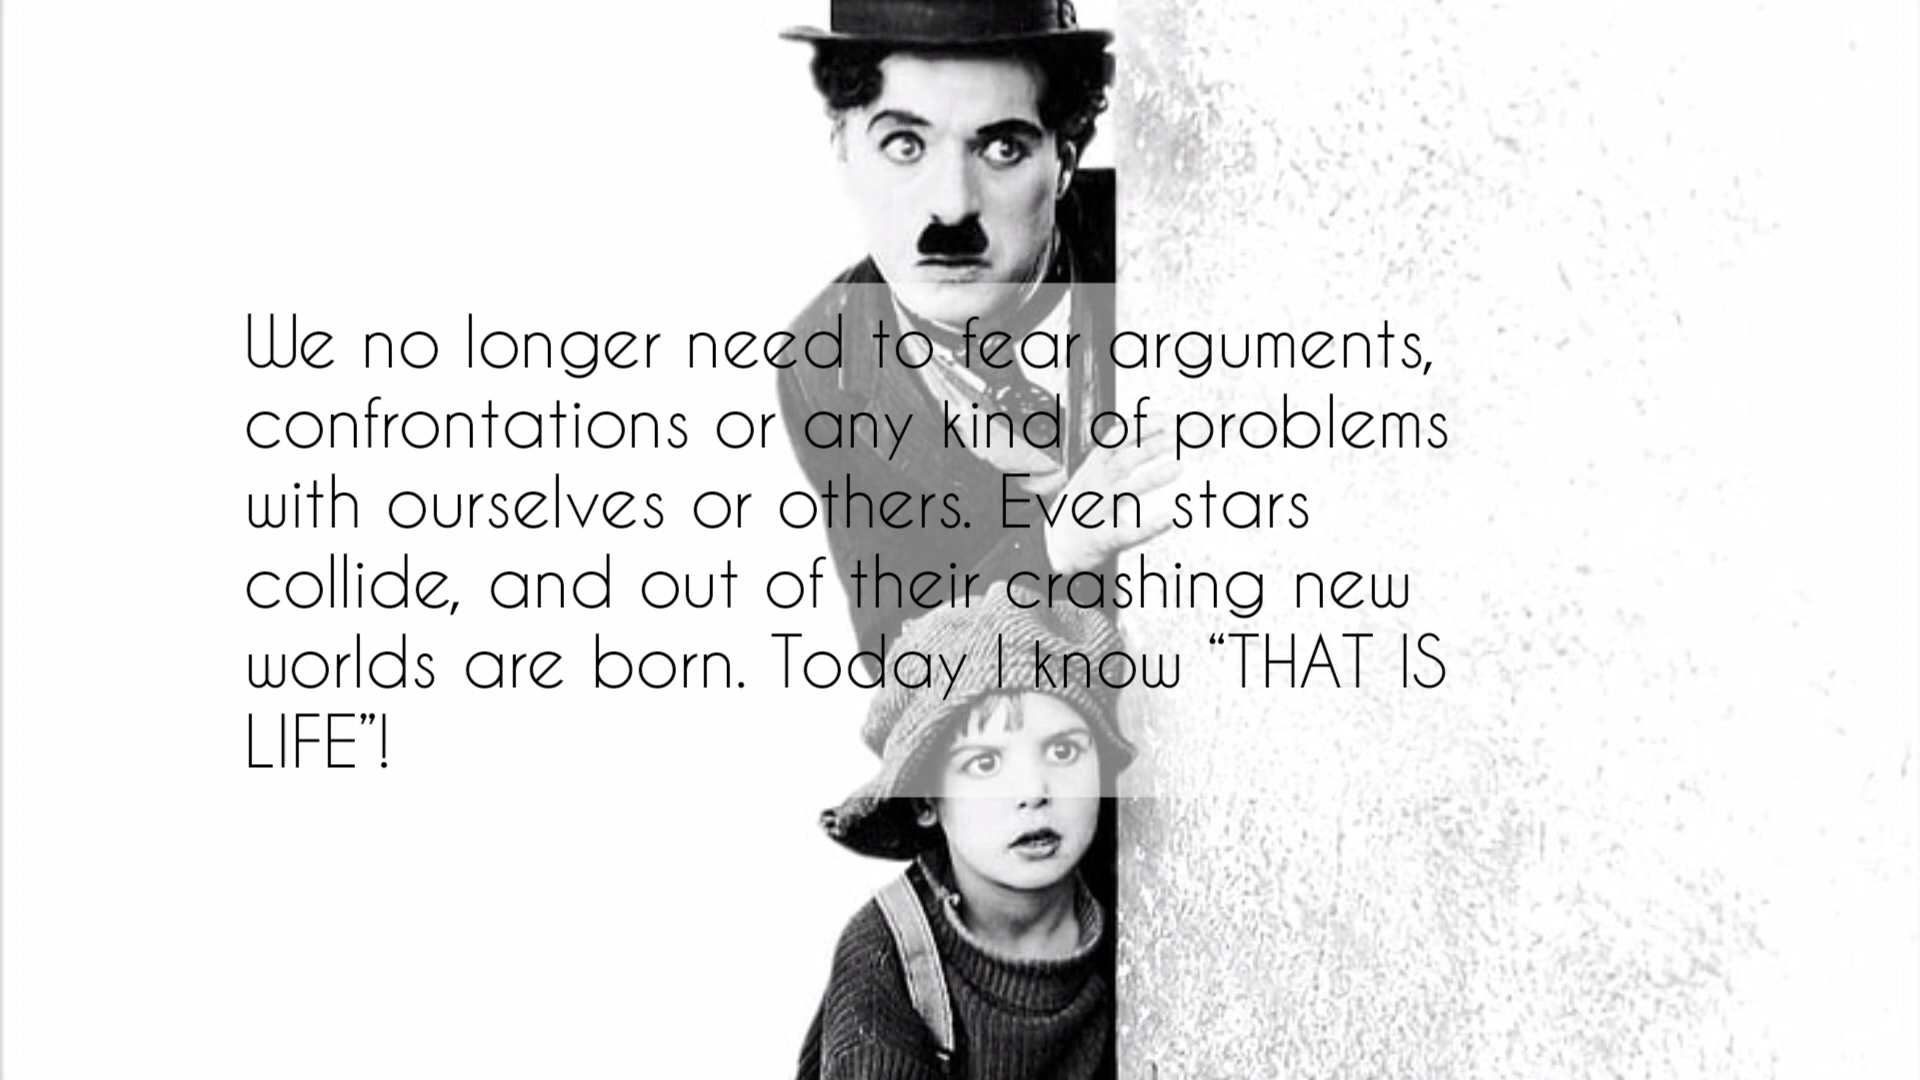 We no longer need to fear arguments,
confrontations or any kind of problems
with ourselves or others. Even stars
collide, and out of their crashing new
worlds are born. Today I know “THAT IS
LIFE”!